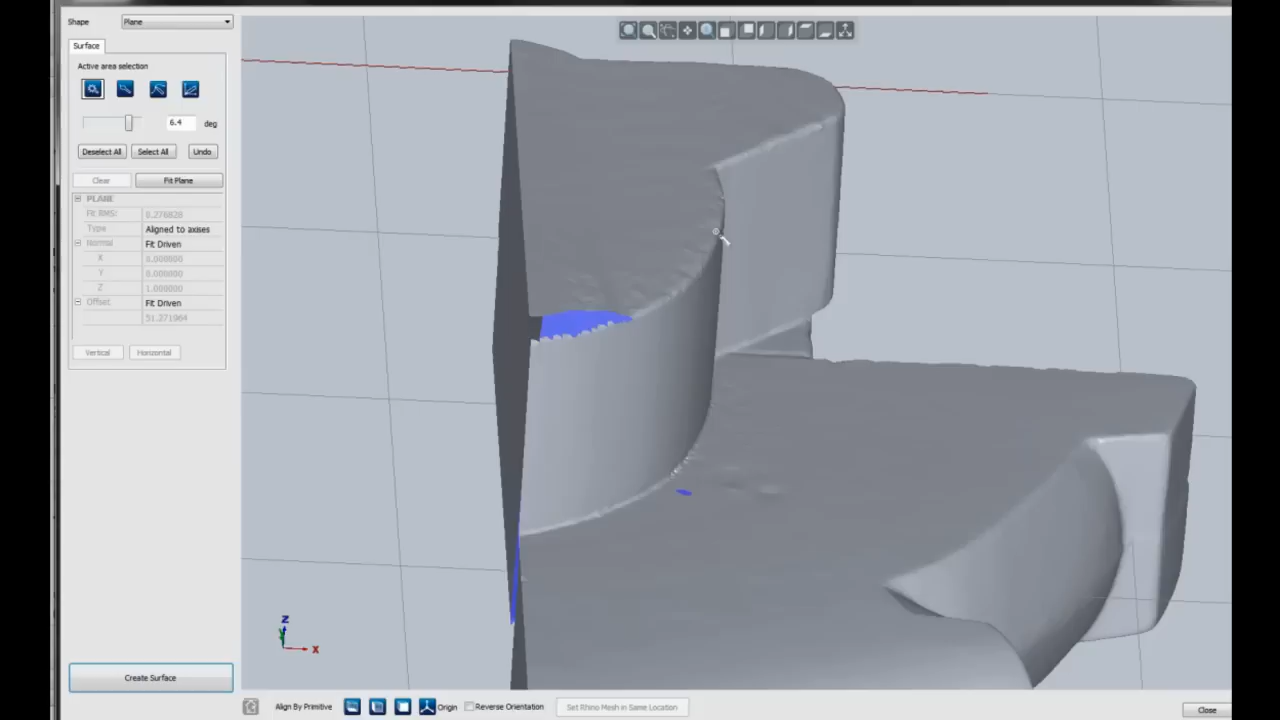 Shape Plane
Surface
Active area selection
6.4 deg
Deselect All Select All Undo
Clear Fit Plane
PLANE
Fit RMS: 0.276828
Type Aligned to axises
Normal Fit Driven
X 0.000000
Y 0.000000
Z 1.000000
Offset: Fit Driven
51.271964
Vertical Horizontal
Create Surface
Z
Y
X
Align By Primitive Origin Reverse Orientation Set Rhino Mesh in Same Location Close